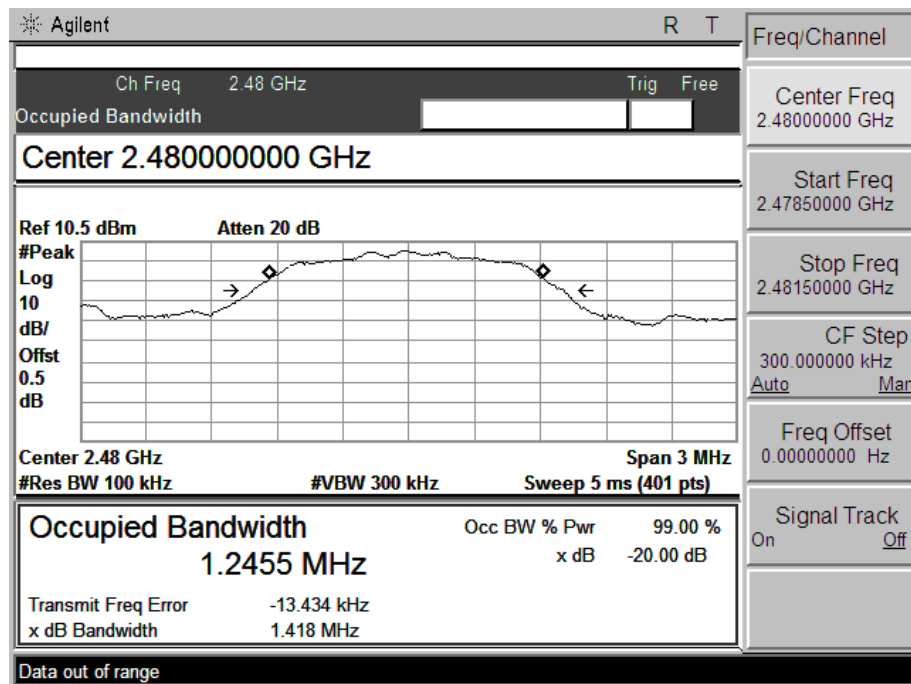 Agilent R T
Ch Freq 2.48 GHz Trig Free
Occupied Bandwidth
Center 2.480000000 GHz
Ref 10.5 dBm Atten 20 dB
#Peak
Log
10
dB/
Offst
0.5
dB
Center 2.48 GHz Span 3 MHz
#Res BW 100 kHz #VBW 300 kHz Sweep 5 ms (401 pts)
Occupied Bandwidth Occ BW % Pwr 99.00 %
1.2455 MHz x dB -20.00 dB
Transmit Freq Error -13.434 kHz
x dB Bandwidth 1.418 MHz
Data out of range
Freq/Channel
Center Freq
2.48000000 GHz
Start Freq
2.47850000 GHz
Stop Freq
2.48150000 GHz
CF Step
300.000000 kHz
Auto Man
Freq Offset
0.00000000 Hz
Signal Track
On Off